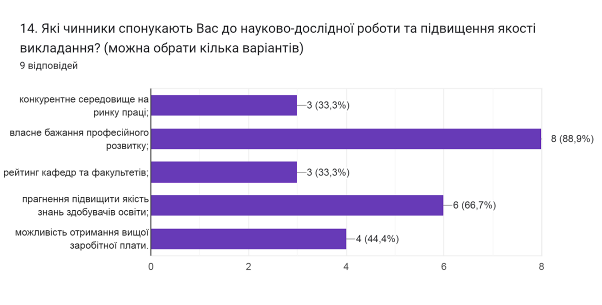 14. Які чинники спонукають Вас до науково-дослідної роботи та підвищення якості
викладання? (можна обрати кілька варіантів)
9 відповідей
конкурентне середовище на
ринку праці;
3 (33,3%)
власне бажання професійного
розвитку;
8 (88,9%)
рейтинг кафедр та факультетів;
3 (33,3%)
прагнення підвищити якість
знань здобувачів освіти;
6 (66,7%)
можливість отримання вищої
заробітної плати.
4 (44,4%)
0 2 4 6 8